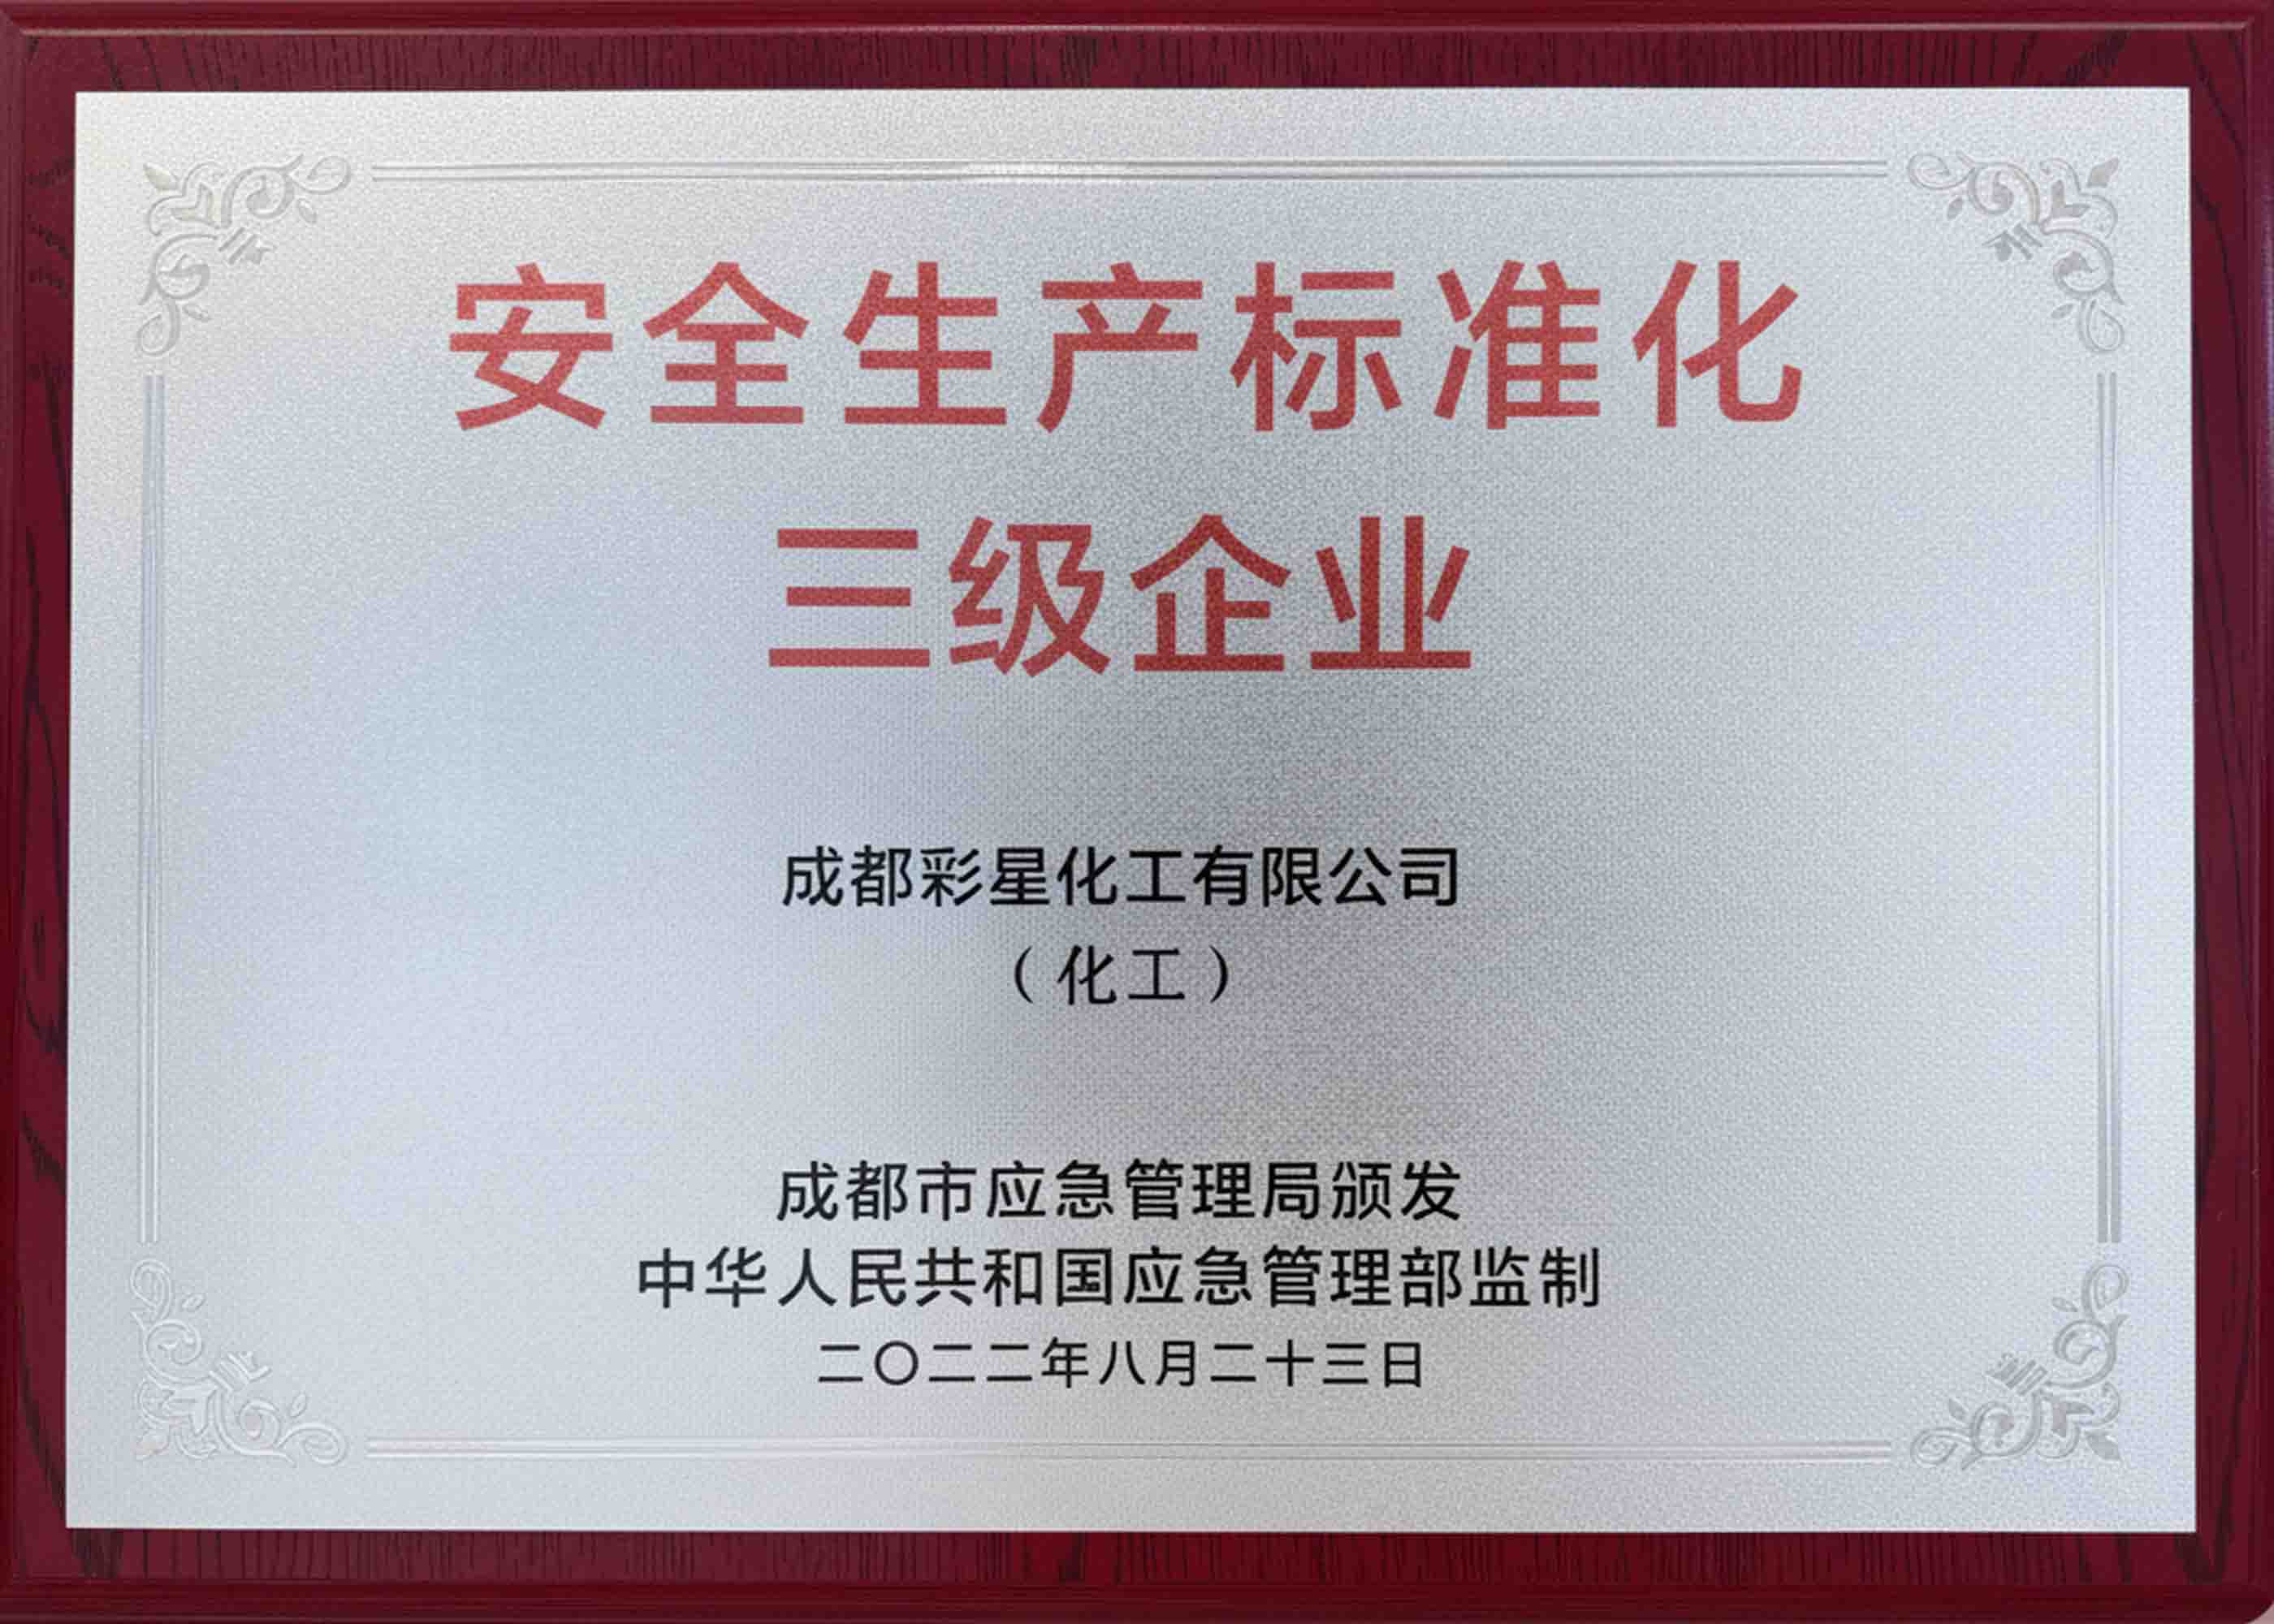 安全生产标准化
三级企业
成都彩星化工有限公司
（化工）
成都市应急管理局颁发
中华人民共和国应急管理部监制
二〇二二年八月二十三日